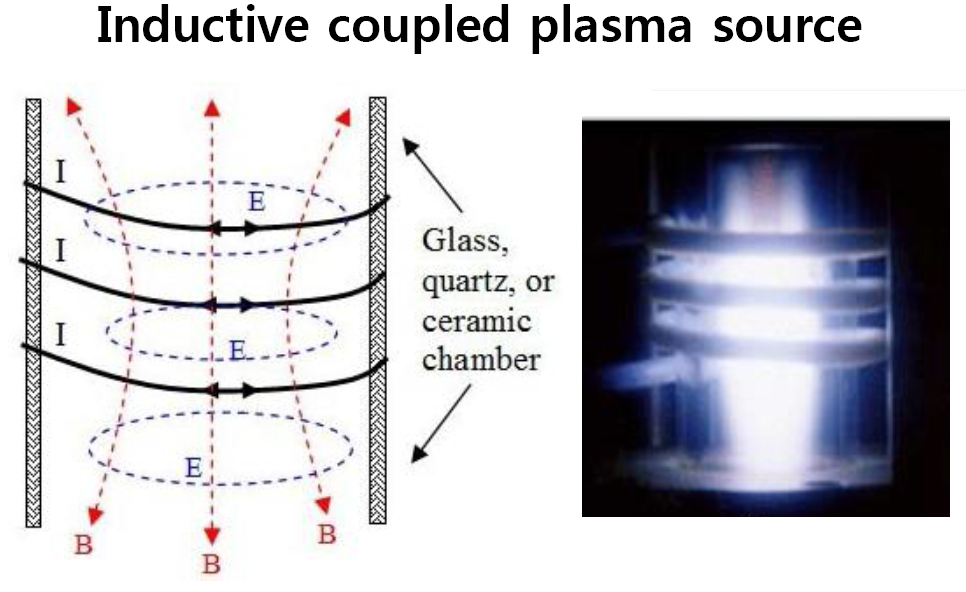 Inductive coupled plasma source
I
E
I
I
E
E
B
B
B
Glass,
quartz, or
ceramic
chamber